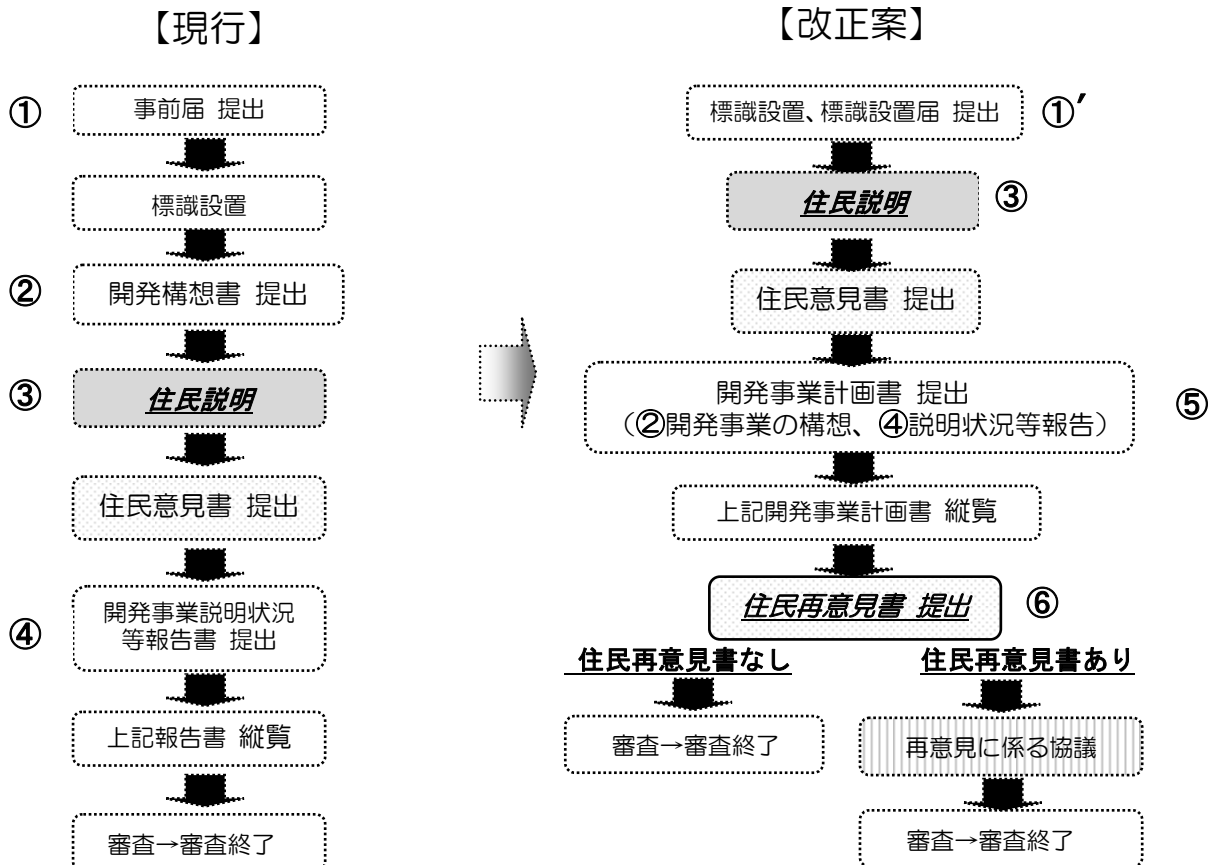 【現行】
① 事前届 提出
標識設置
② 開発構想書 提出
③ 住民説明
住民意見書 提出
④ 開発事業説明状況
等報告書 提出
上記報告書 縦覧
審査→審査終了
【改正案】
標識設置、標識設置届 提出 ①′
住民説明 ③
住民意見書 提出
開発事業計画書 提出
(②開発事業の構想、④説明状況等報告) ⑤
上記開発事業計画書 縦覧
住民再意見書 提出 ⑥
住民再意見書なし
審査→審査終了
住民再意見書あり
再意見に係る協議
審査→審査終了